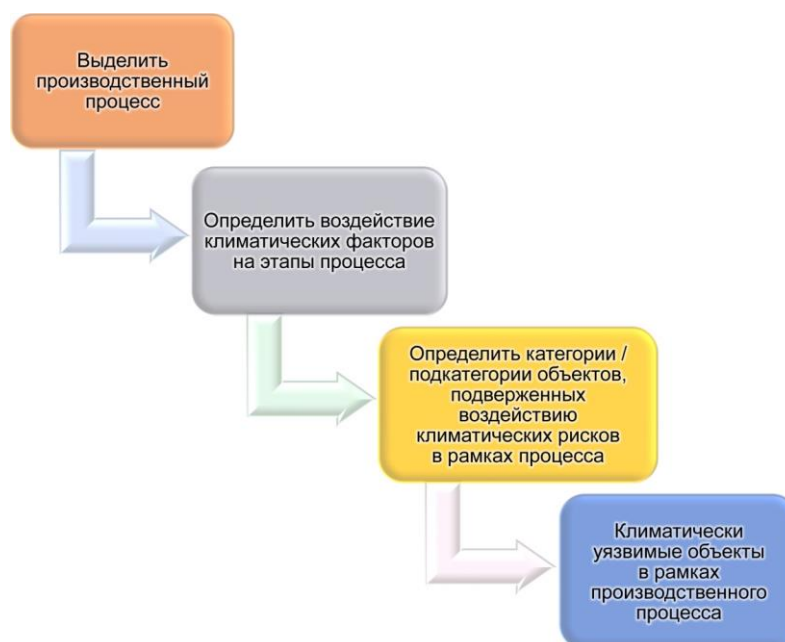 Выделить
производственный
процесс
Определить воздействие
климатических факторов
на этапы процесса
Определить категории /
подкатегории объектов,
подверженных
воздействию
климатических рисков
в рамках процесса
Климатически
уязвимые объекты
в рамках
производственного
процесса